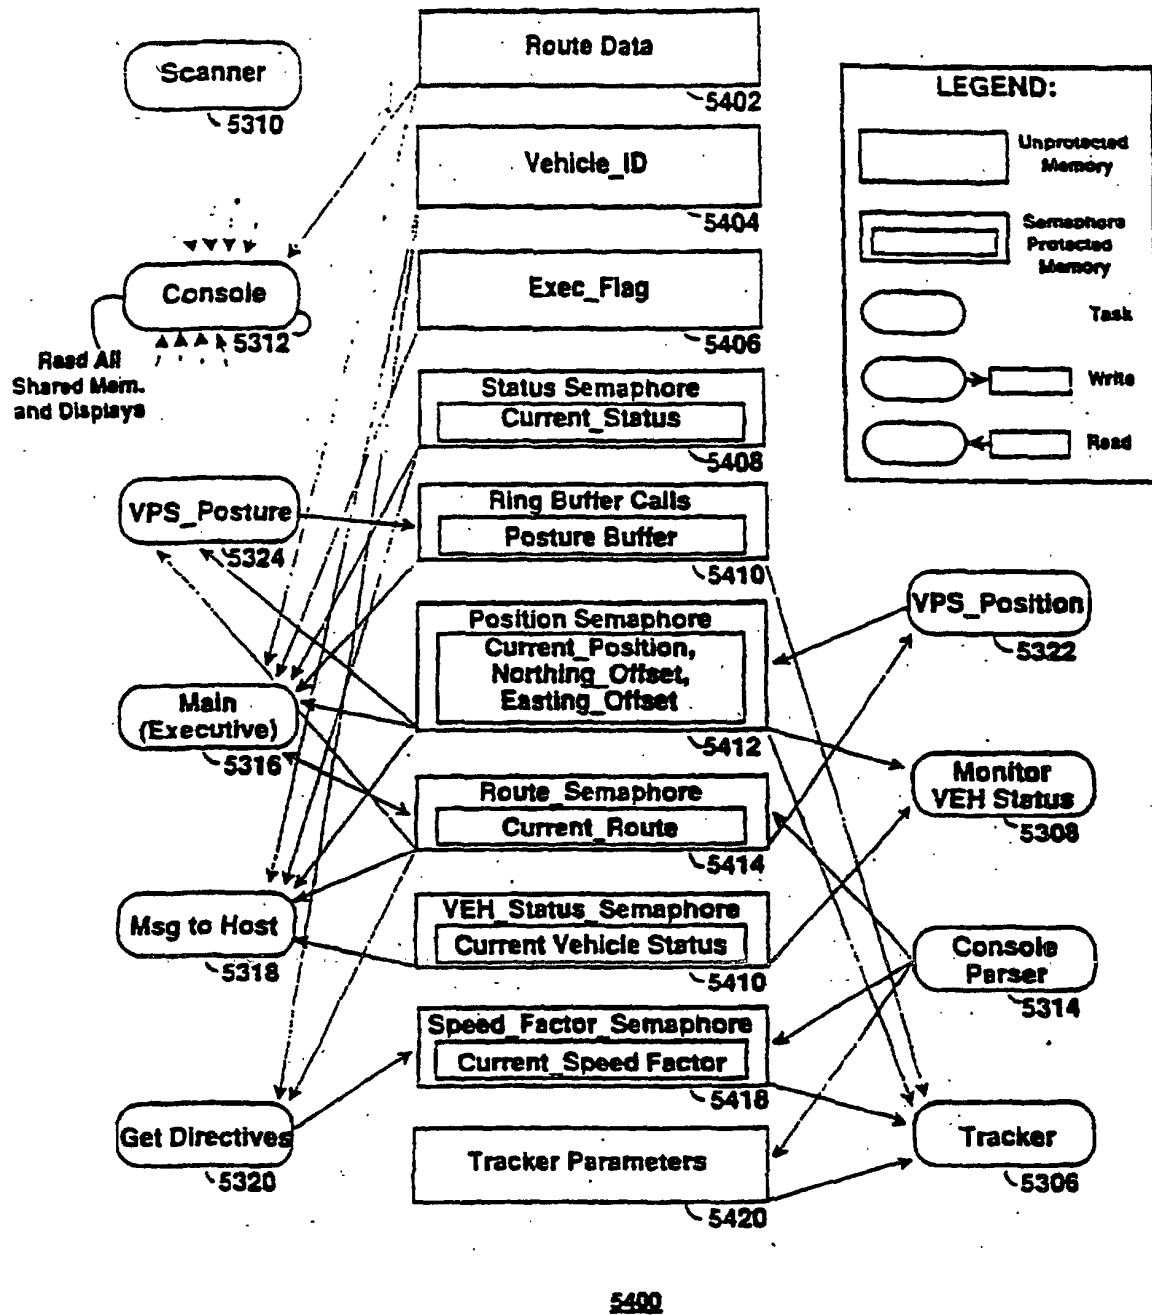 Route Data
5402
Scanner
5310
LEGEND:
Unprotected
Memory
Semaphore
Protected
Memory
Task
Write
Read
Vehicle_ID
5404
Console
5312
Read All
Shared Mem.
and Displays
Exec_Flag
5406
Status Semaphore
Current_Status
5408
VPS_Posture
5324
Ring Buffer Calls
Posture Buffer
5410
VPS_Position
5322
Position Semaphore
Current_Position,
Northing_Offset,
Easting_Offset
5412
Main
(Executive)
5316
Monitor
VEH Status
5308
Route_Semaphore
Current_Route
5414
Msg to Host
5318
VEH_Status_Semaphore
Current Vehicle Status
5410
Console
Parser
5314
Speed_Factor_Semaphore
Current_Speed Factor
5418
Get Directives
5320
Tracker Parameters
5420
Tracker
5306
5400